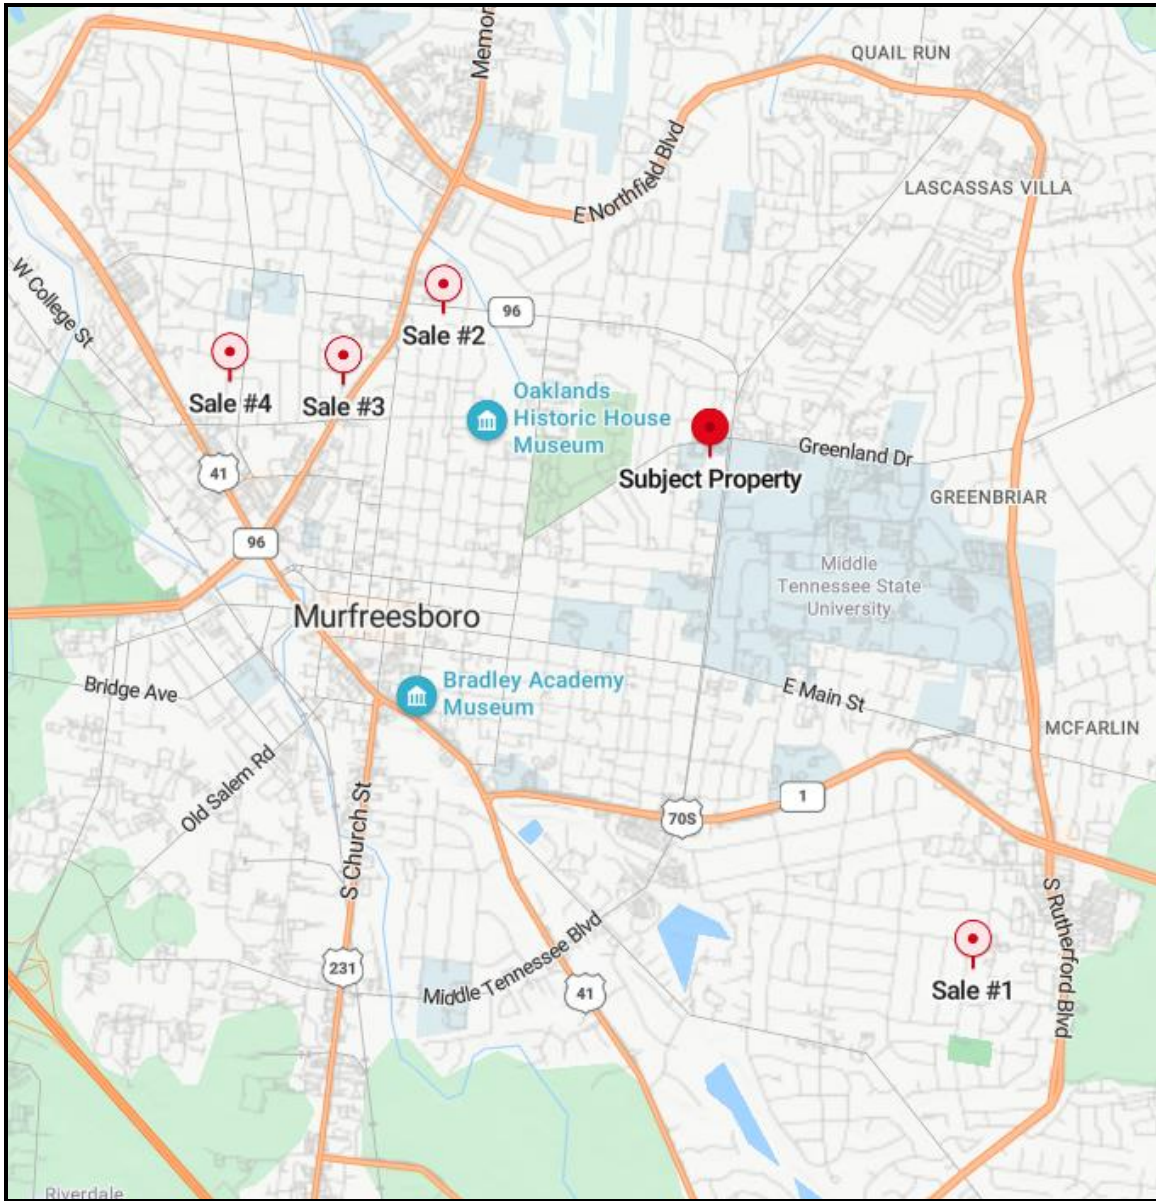 Memor
QUAIL RUN
E Northfield Blvd
LASCASSAS VILLA
W College St
96
Sale #2
Sale #4
Sale #3
Oaklands
Historic House
Museum
Subject Property
Greenland Dr
41
GREENBRIAR
96
Middle
Tennessee State
University
Murfreesboro
Bridge Ave
Bradley Academy
Museum
E Main St
MCFARLIN
Old Salem Rd
1
70S
S Church St
S Rutherford Blvd
Middle Tennessee Blvd
231
41
Sale #1
Riverdale